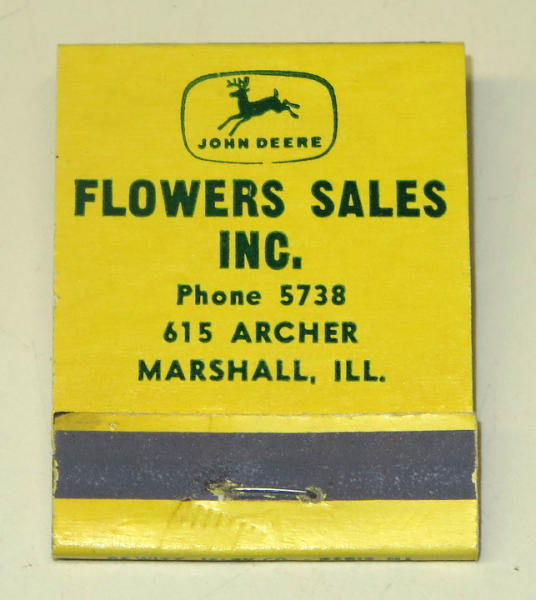 JOHN DEERE
FLOWERS SALES
INC.
Phone 5738
615 ARCHER
MARSHALL, ILL.